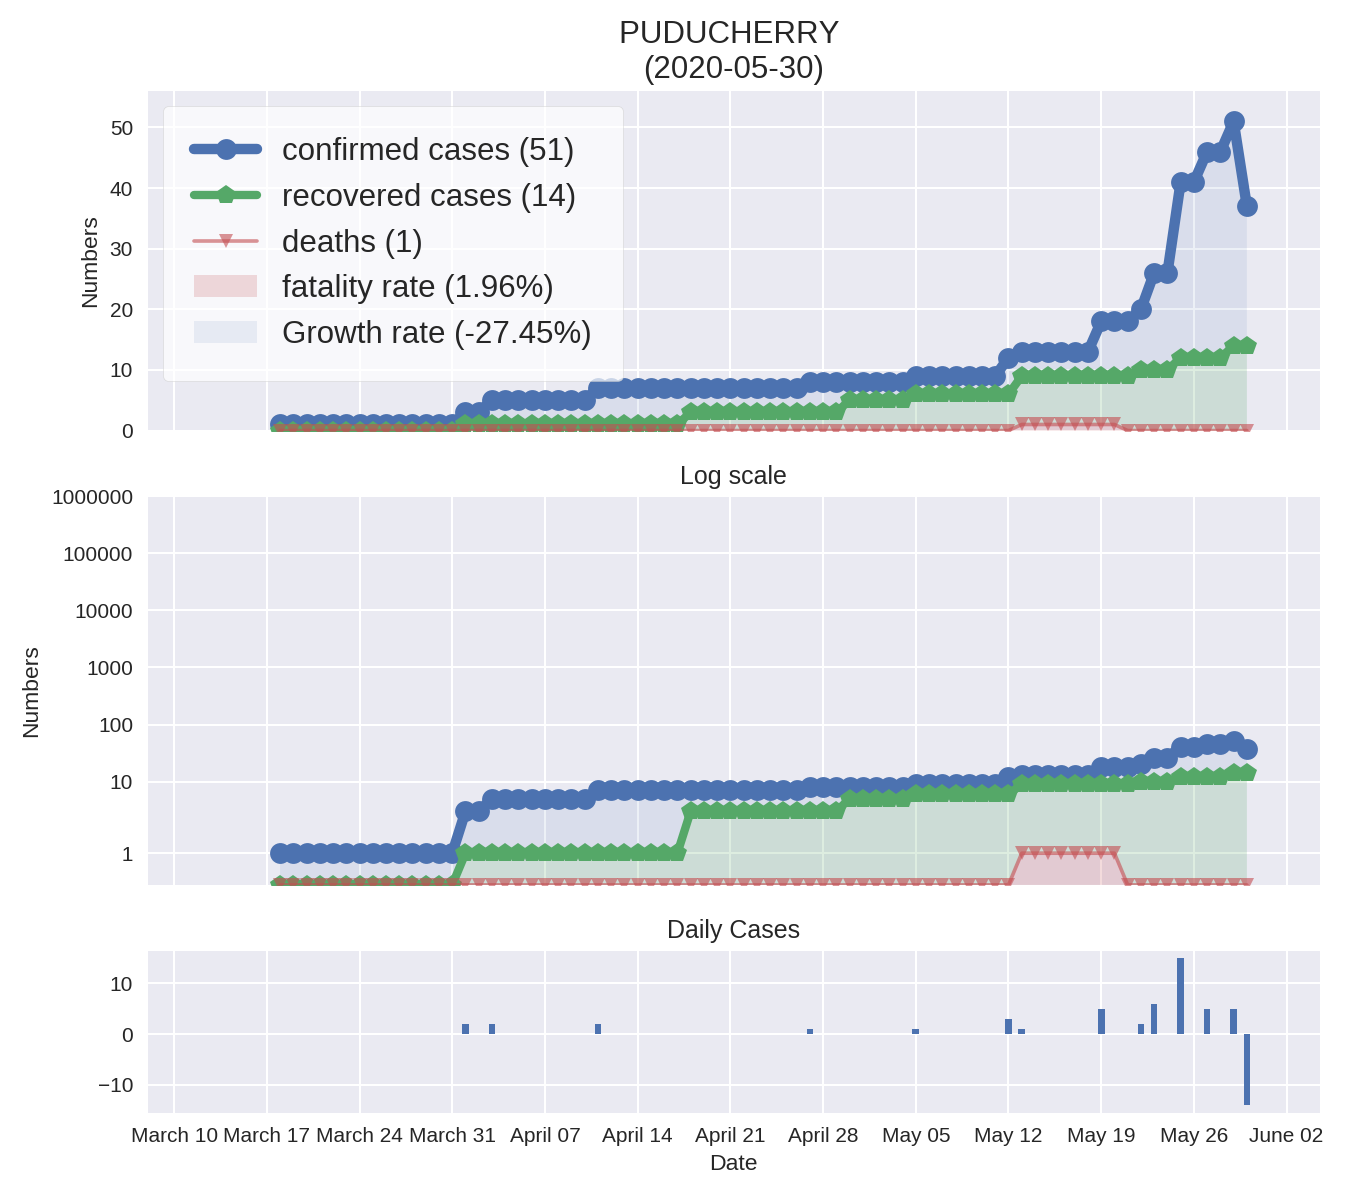 PUDUCHERRY
(2020-05-30)
confirmed cases (51)
recovered cases (14)
deaths (1)
fatality rate (1.96%)
Growth rate (-27.45%)
Numbers
50
40
30
20
10
0
Log scale
Numbers
1000000
100000
10000
1000
100
10
1
Daily Cases
10
0
−10
March 10 March 17 March 24 March 31 April 07 April 14 April 21 April 28 May 05 May 12 May 19 May 26 June 02
Date